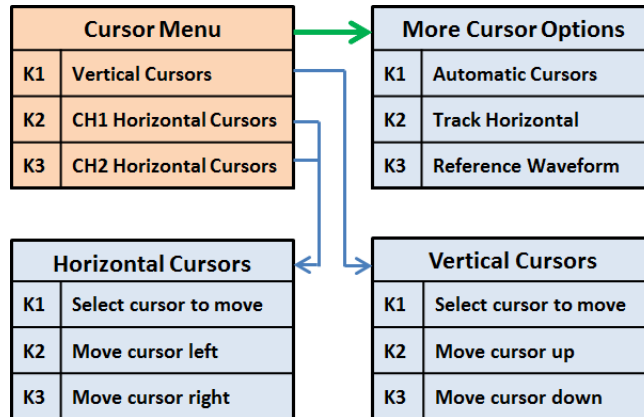 Cursor Menu
K1 Vertical Cursors
K2 CH1 Horizontal Cursors
K3 CH2 Horizontal Cursors
More Cursor Options
K1 Automatic Cursors
K2 Track Horizontal
K3 Reference Waveform
Horizontal Cursors
K1 Select cursor to move
K2 Move cursor left
K3 Move cursor right
Vertical Cursors
K1 Select cursor to move
K2 Move cursor up
K3 Move cursor down